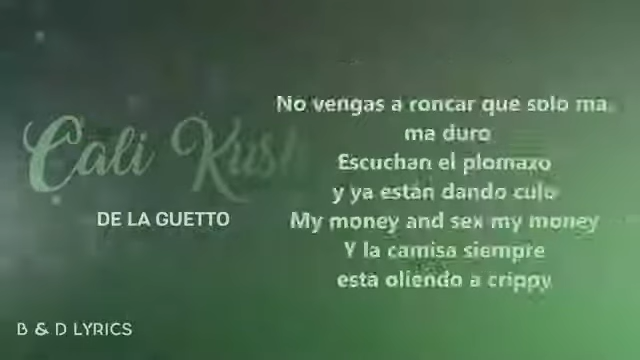 No vengas a roncar que solo ma,
ma duro
Escuchan el plomazo
y ya están dando culo
My money and sex my money
Y la camisa siempre
está oliendo a crippy
Cali Kush
DE LA GUETTO
B & D LYRICS